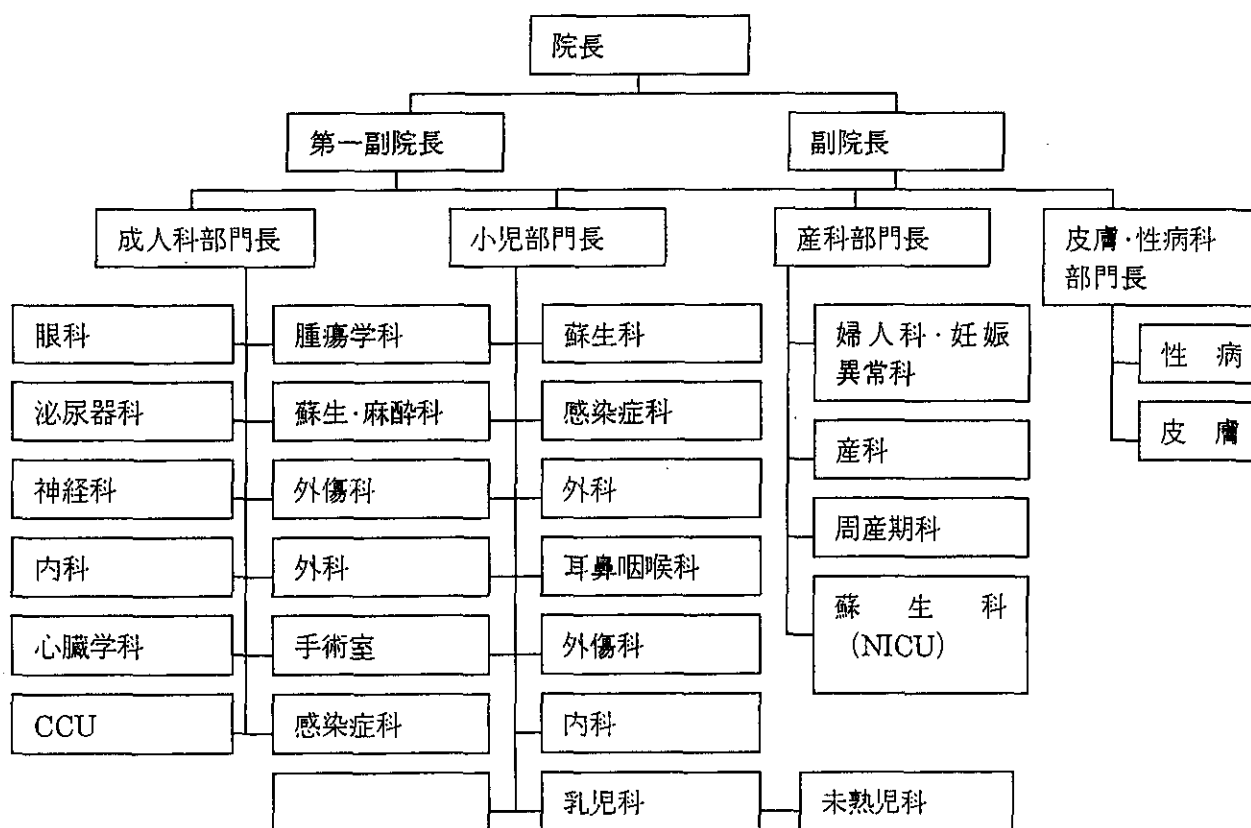 院長
第一副院長
副院長
成人科部門長
小児部門長
産科部門長
皮膚・性病科
部門長
眼科
腫瘍学科
蘇生科
婦人科・妊娠
異常科
性病
泌尿器科
蘇生・麻酔科
感染症科
産科
皮膚
神経科
外傷科
外科
周産期科
内科
外科
耳鼻咽喉科
蘇生科
(NICU)
心臓学科
手術室
外傷科
CCU
感染症科
内科
乳児科
未熟児科